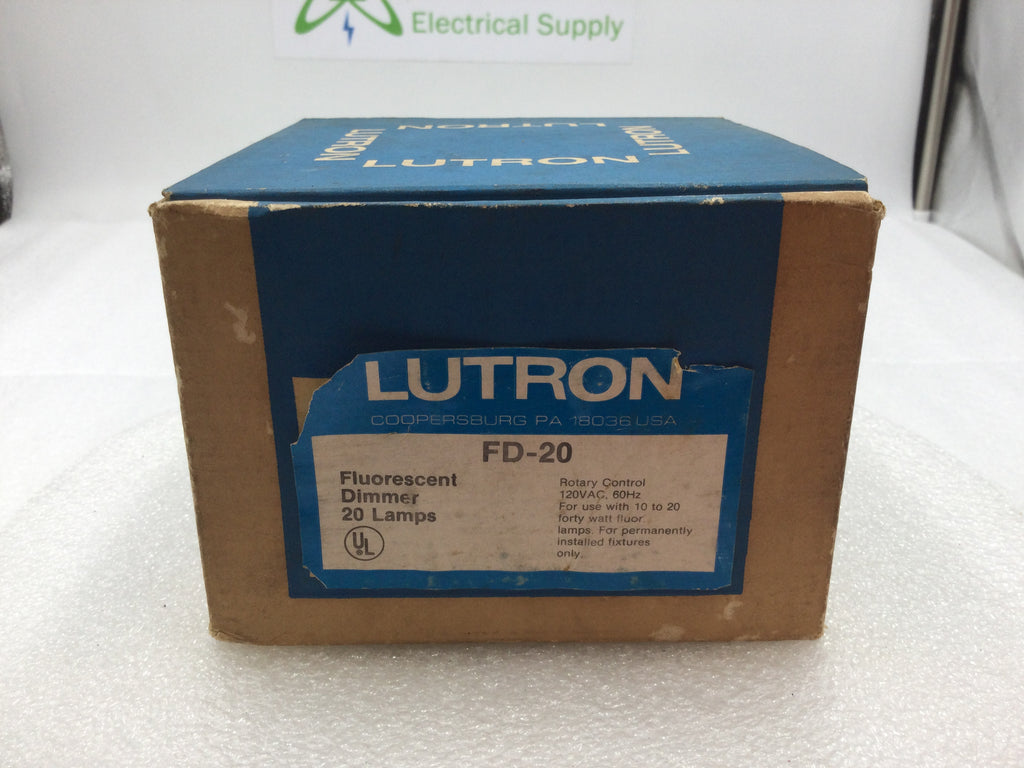 Electrical Supply
LUTRON
LUTRON
LUTRON
LUTRON
LUTRON
COOPERSBURG PA 18036 USA
FD-20
Fluorescent
Dimmer
20 Lamps
UL
Rotary Control
120VAC, 60Hz
For use with 10 to 20
forty watt fluor.
lamps. For permanently
installed fixtures
only.